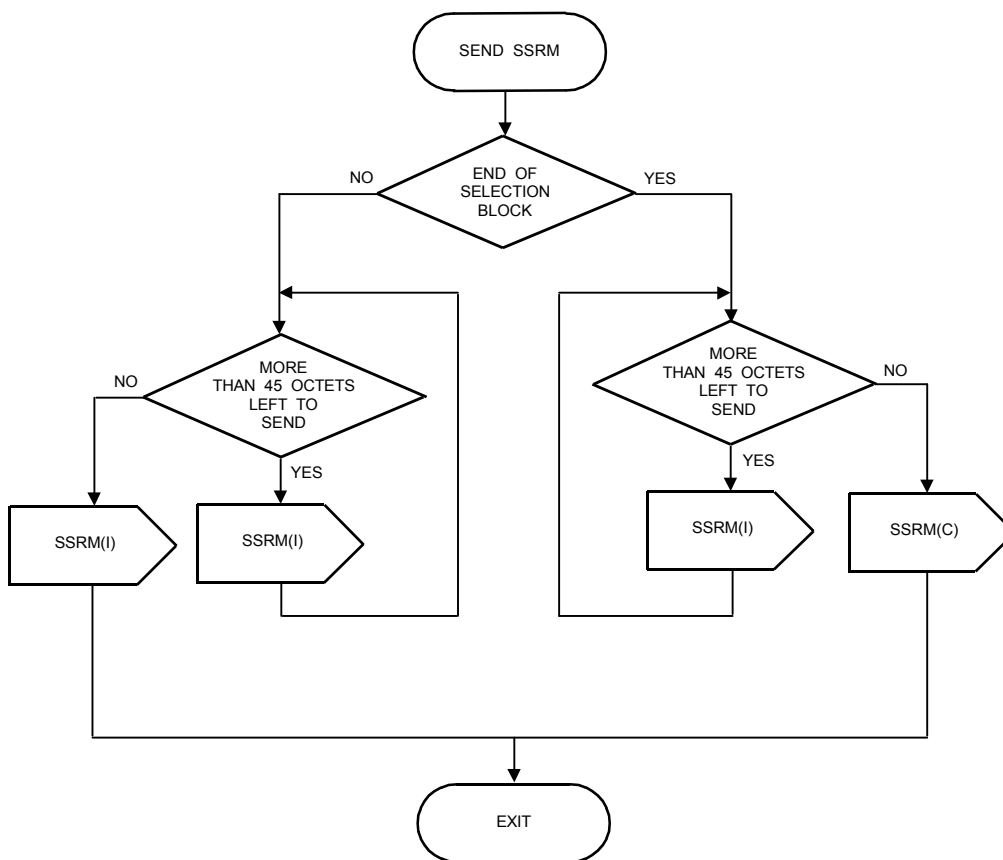 SEND SSRM
END OF
SELECTION
BLOCK
NO
YES
MORE
THAN 45 OCTETS
LEFT TO
SEND
NO
YES
MORE
THAN 45 OCTETS
LEFT TO
SEND
NO
YES
SSRM(I)
SSRM(I)
SSRM(I)
SSRM(C)
EXIT